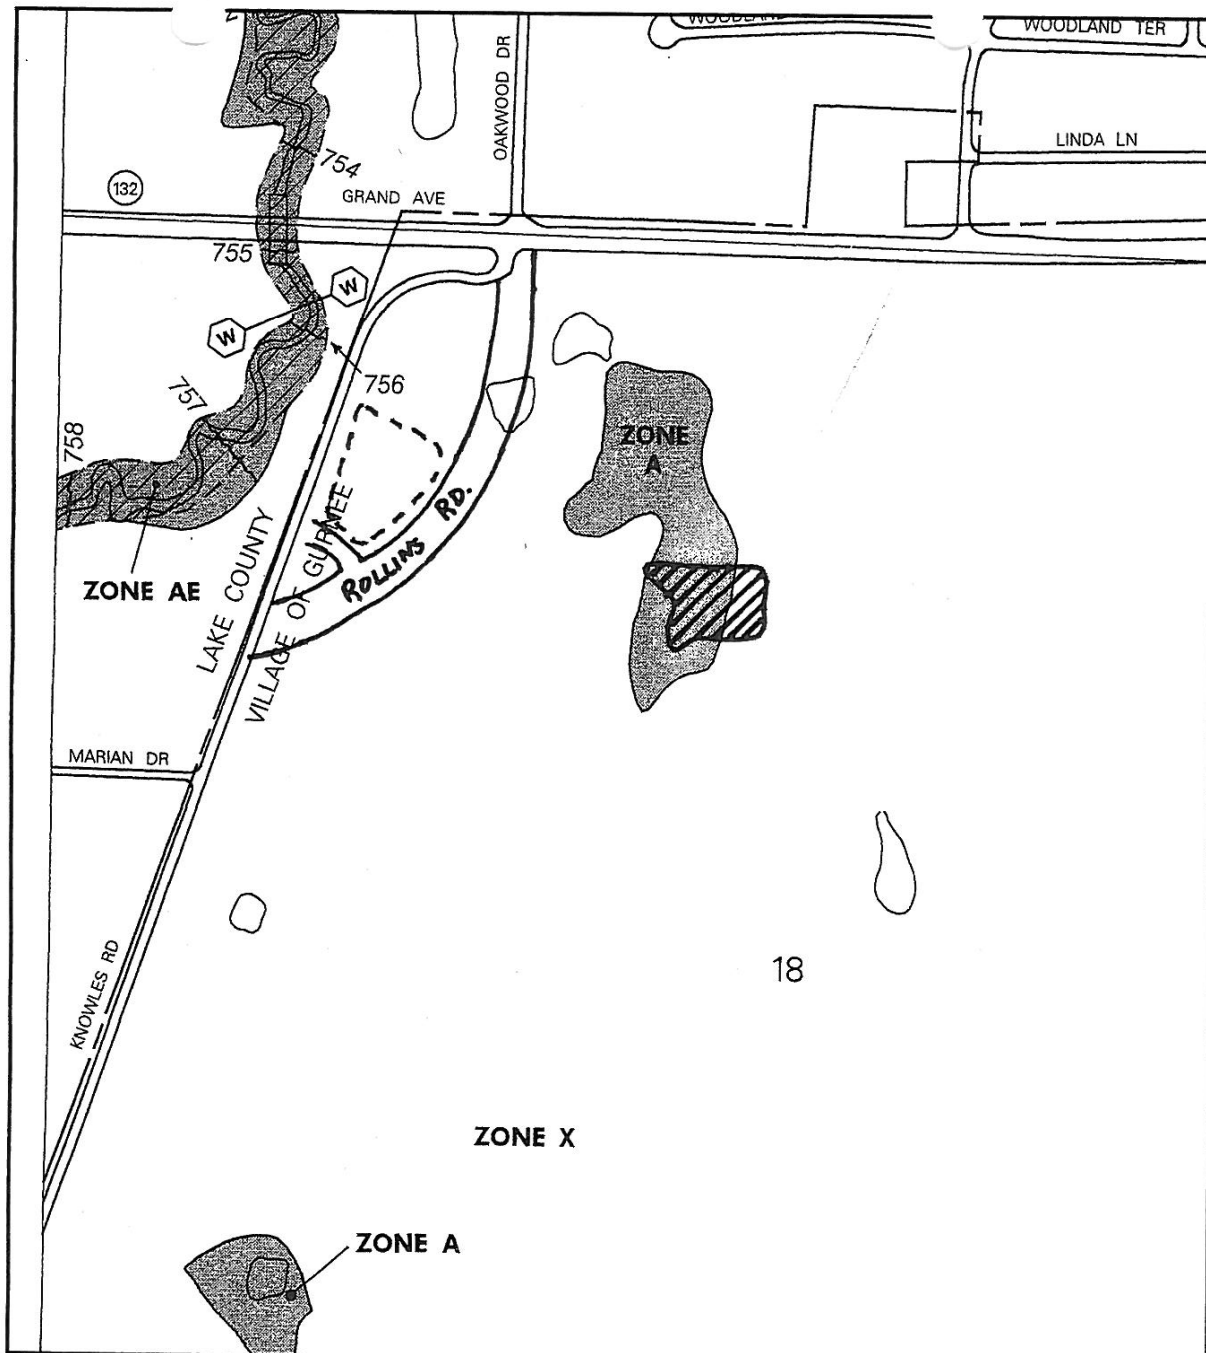 WOODLAND TER
OAKWOOD DR
LINDA LN
754
132
GRAND AVE
755
W
W
756
757
758
ZONE
A
ROLLINS RD.
ZONE AE
LAKE COUNTY
VILLAGE OF GURNEE
MARIAN DR
18
KNOWLES RD
ZONE X
ZONE A